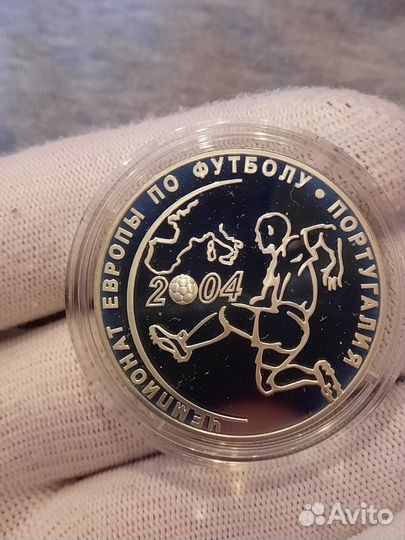 ЧЕМПИОНАТ ЕВРОПЫ ПО ФУТБОЛУ • ПОРТУГАЛИЯ
2004
Avito